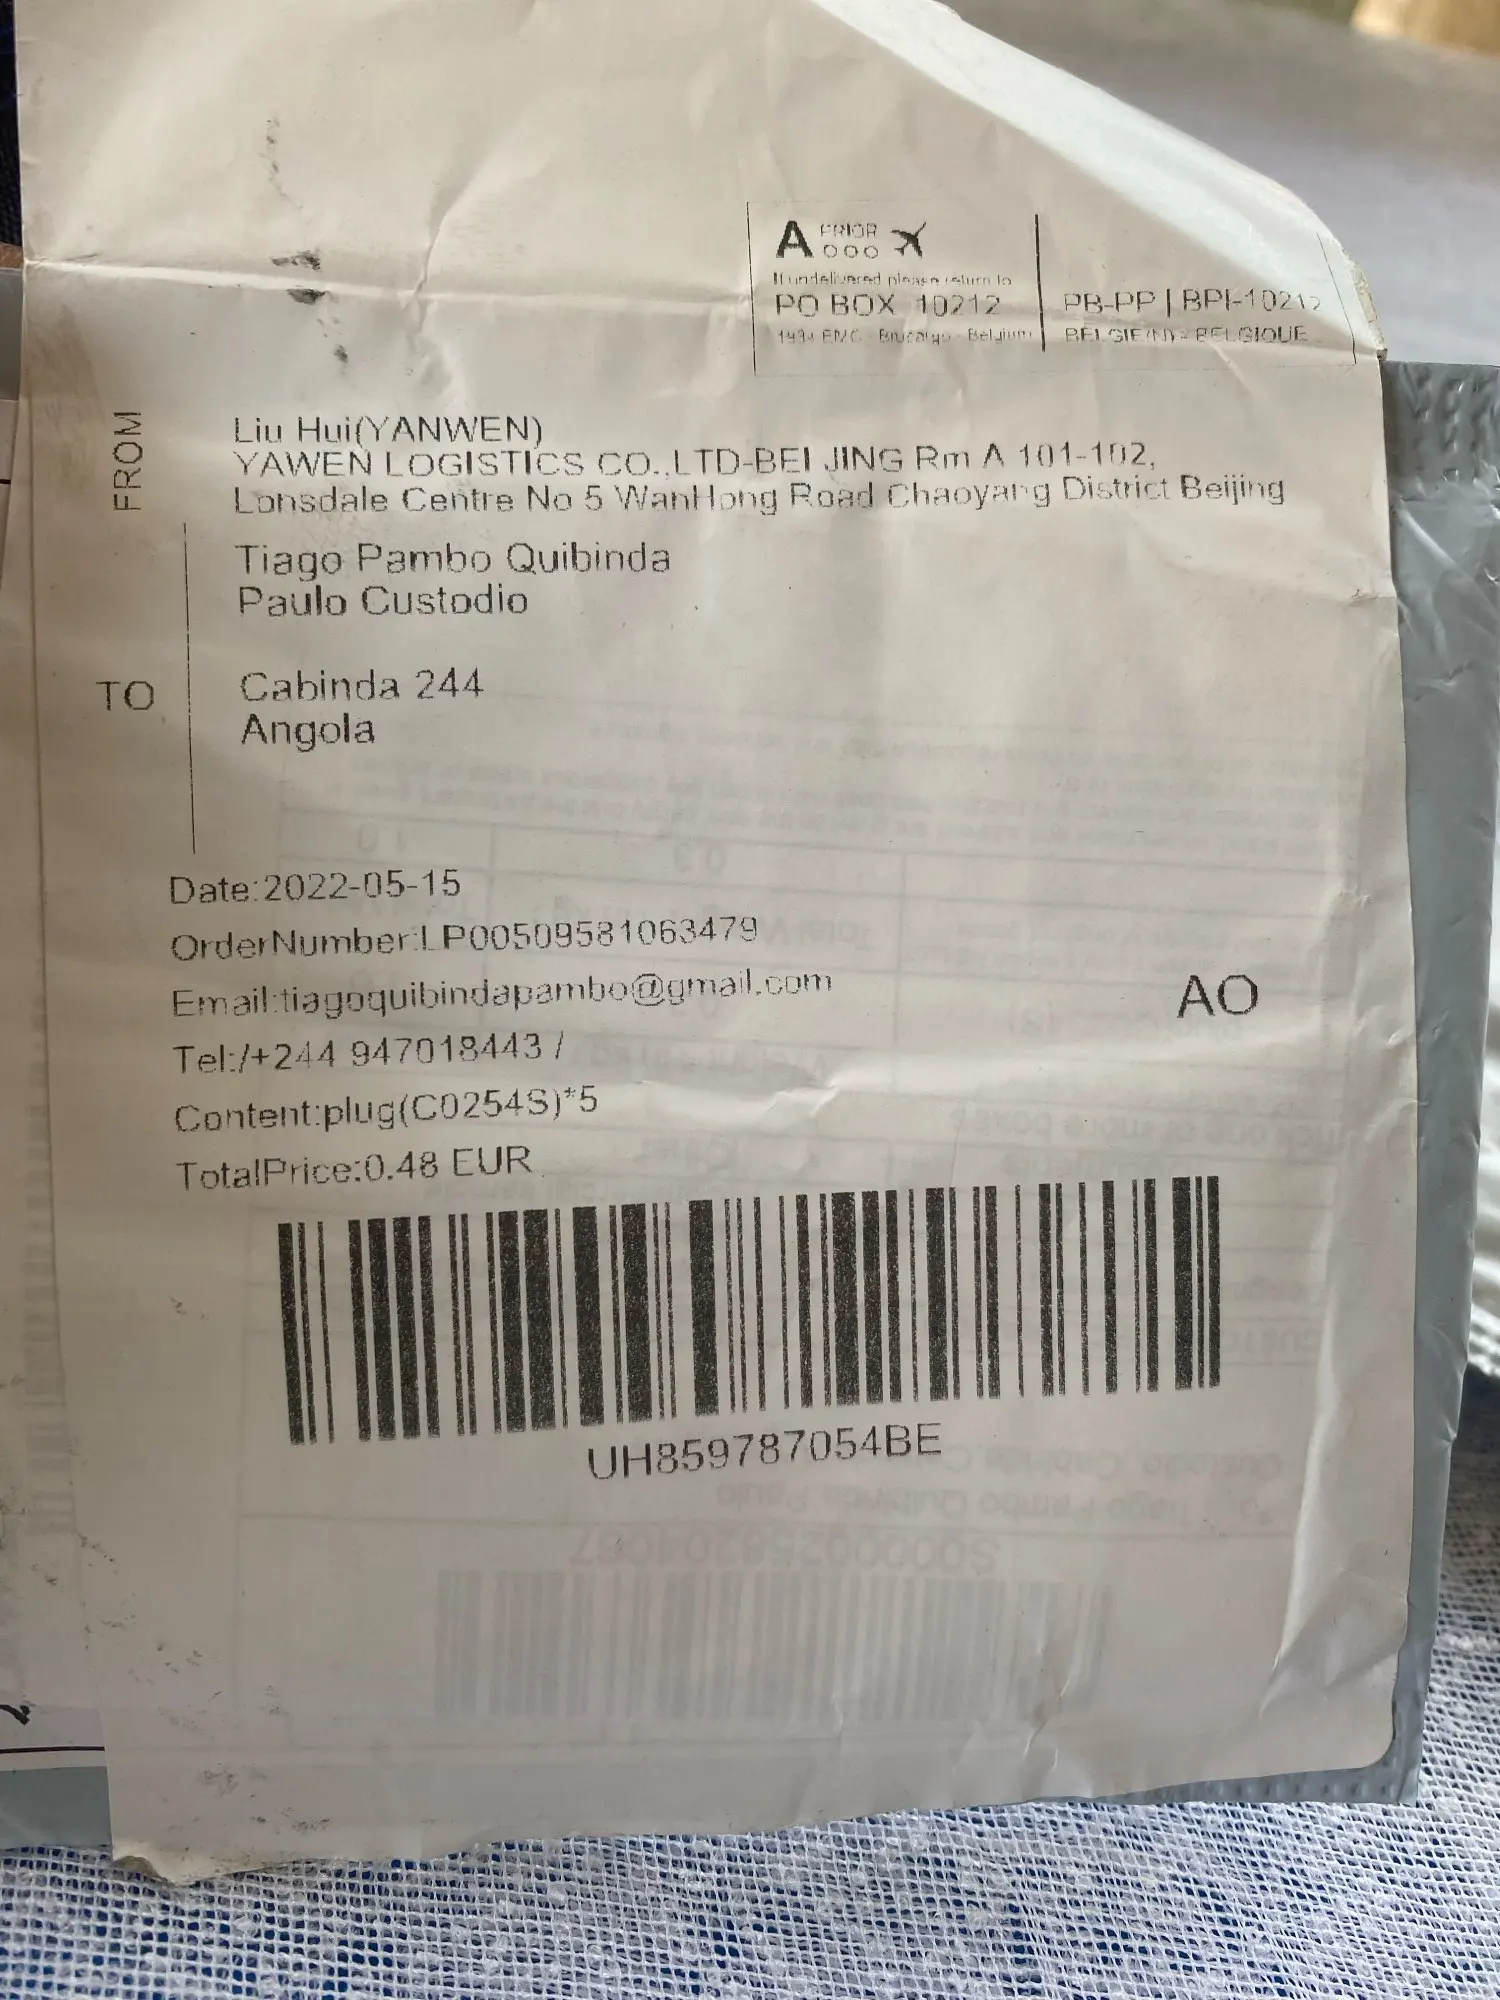 A PRIOR
If undelivered please return to
PO BOX 10212
PB-PP | BPI-10212
Brucargo - Belgium
BELGIE(N) - BELGIQUE
FROM
Liu Hui(YANWEN)
YAWEN LOGISTICS CO.,LTD-BEI JING Rm A 101-102,
Lonsdale Centre No 5 WanHong Road Chaoyang District Beijing
TO
Tiago Pambo Quibinda
Paulo Custodio
Cabinda 244
Angola
Date:2022-05-15
OrderNumber:LP00509581063479
Email:tiagoquibindapambo@gmail.com
AO
Tel:/+244 947018443 /
Content:plug(C0254S)*5
TotalPrice:0.48 EUR
UH859787054BE